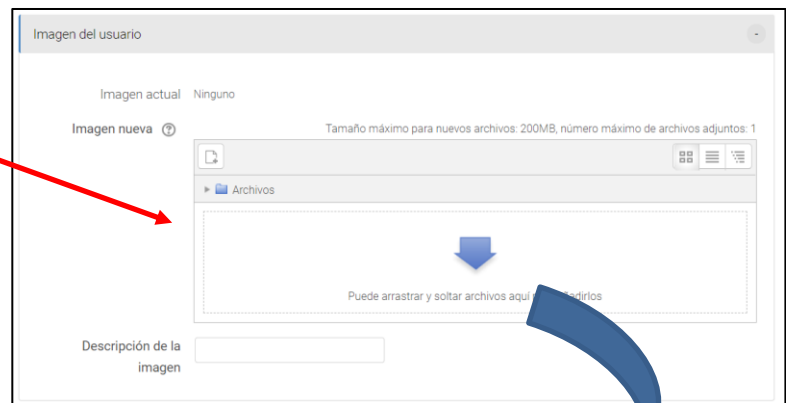 Imagen del usuario
Imagen actual Ninguno
Imagen nueva
Tamaño máximo para nuevos archivos: 200MB, número máximo de archivos adjuntos: 1
Archivos
Puede arrastrar y soltar archivos aquí
Descripción de la
imagen